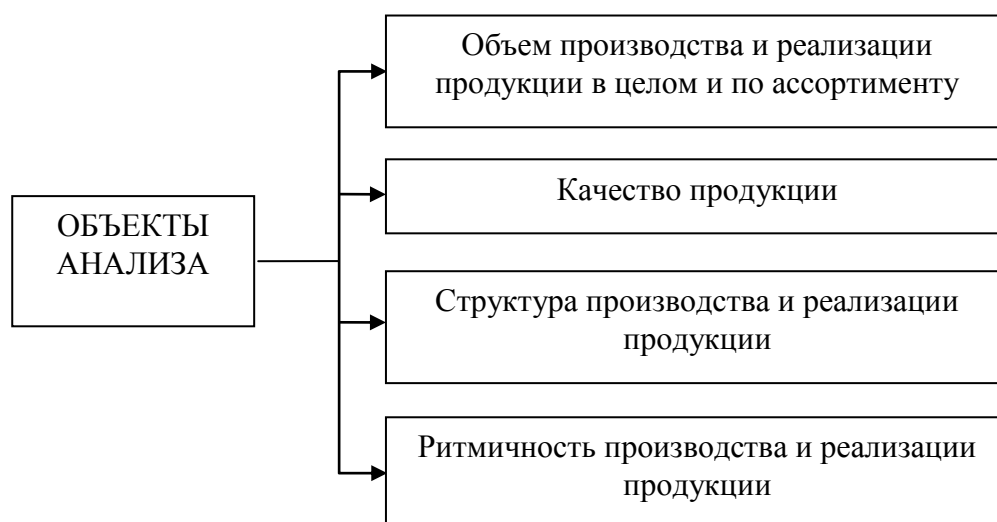 Объем производства и реализации
продукции в целом и по ассортименту
Качество продукции
ОБЪЕКТЫ
АНАЛИЗА
Структура производства и реализации
продукции
Ритмичность производства и реализации
продукции